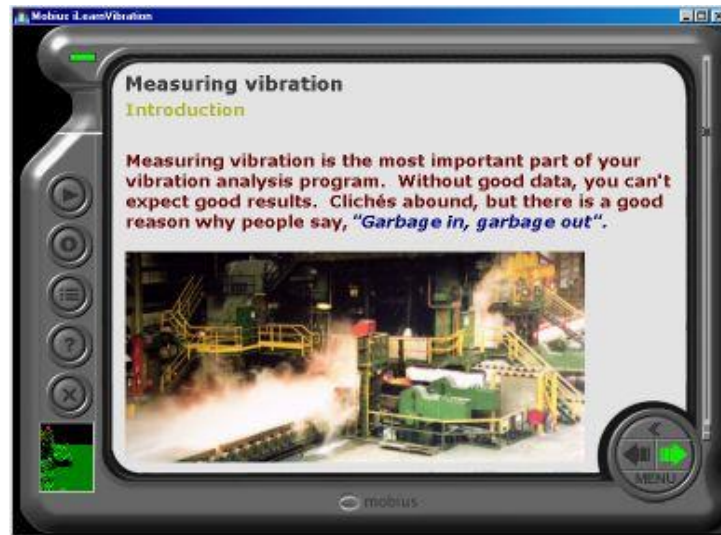 Mobius iLearnVibration
Measuring vibration
Introduction
Measuring vibration is the most important part of your
vibration analysis program.  Without good data, you can't
expect good results.  Clichés abound, but there is a good
reason why people say, "Garbage in, garbage out".
?
MENU
mobius